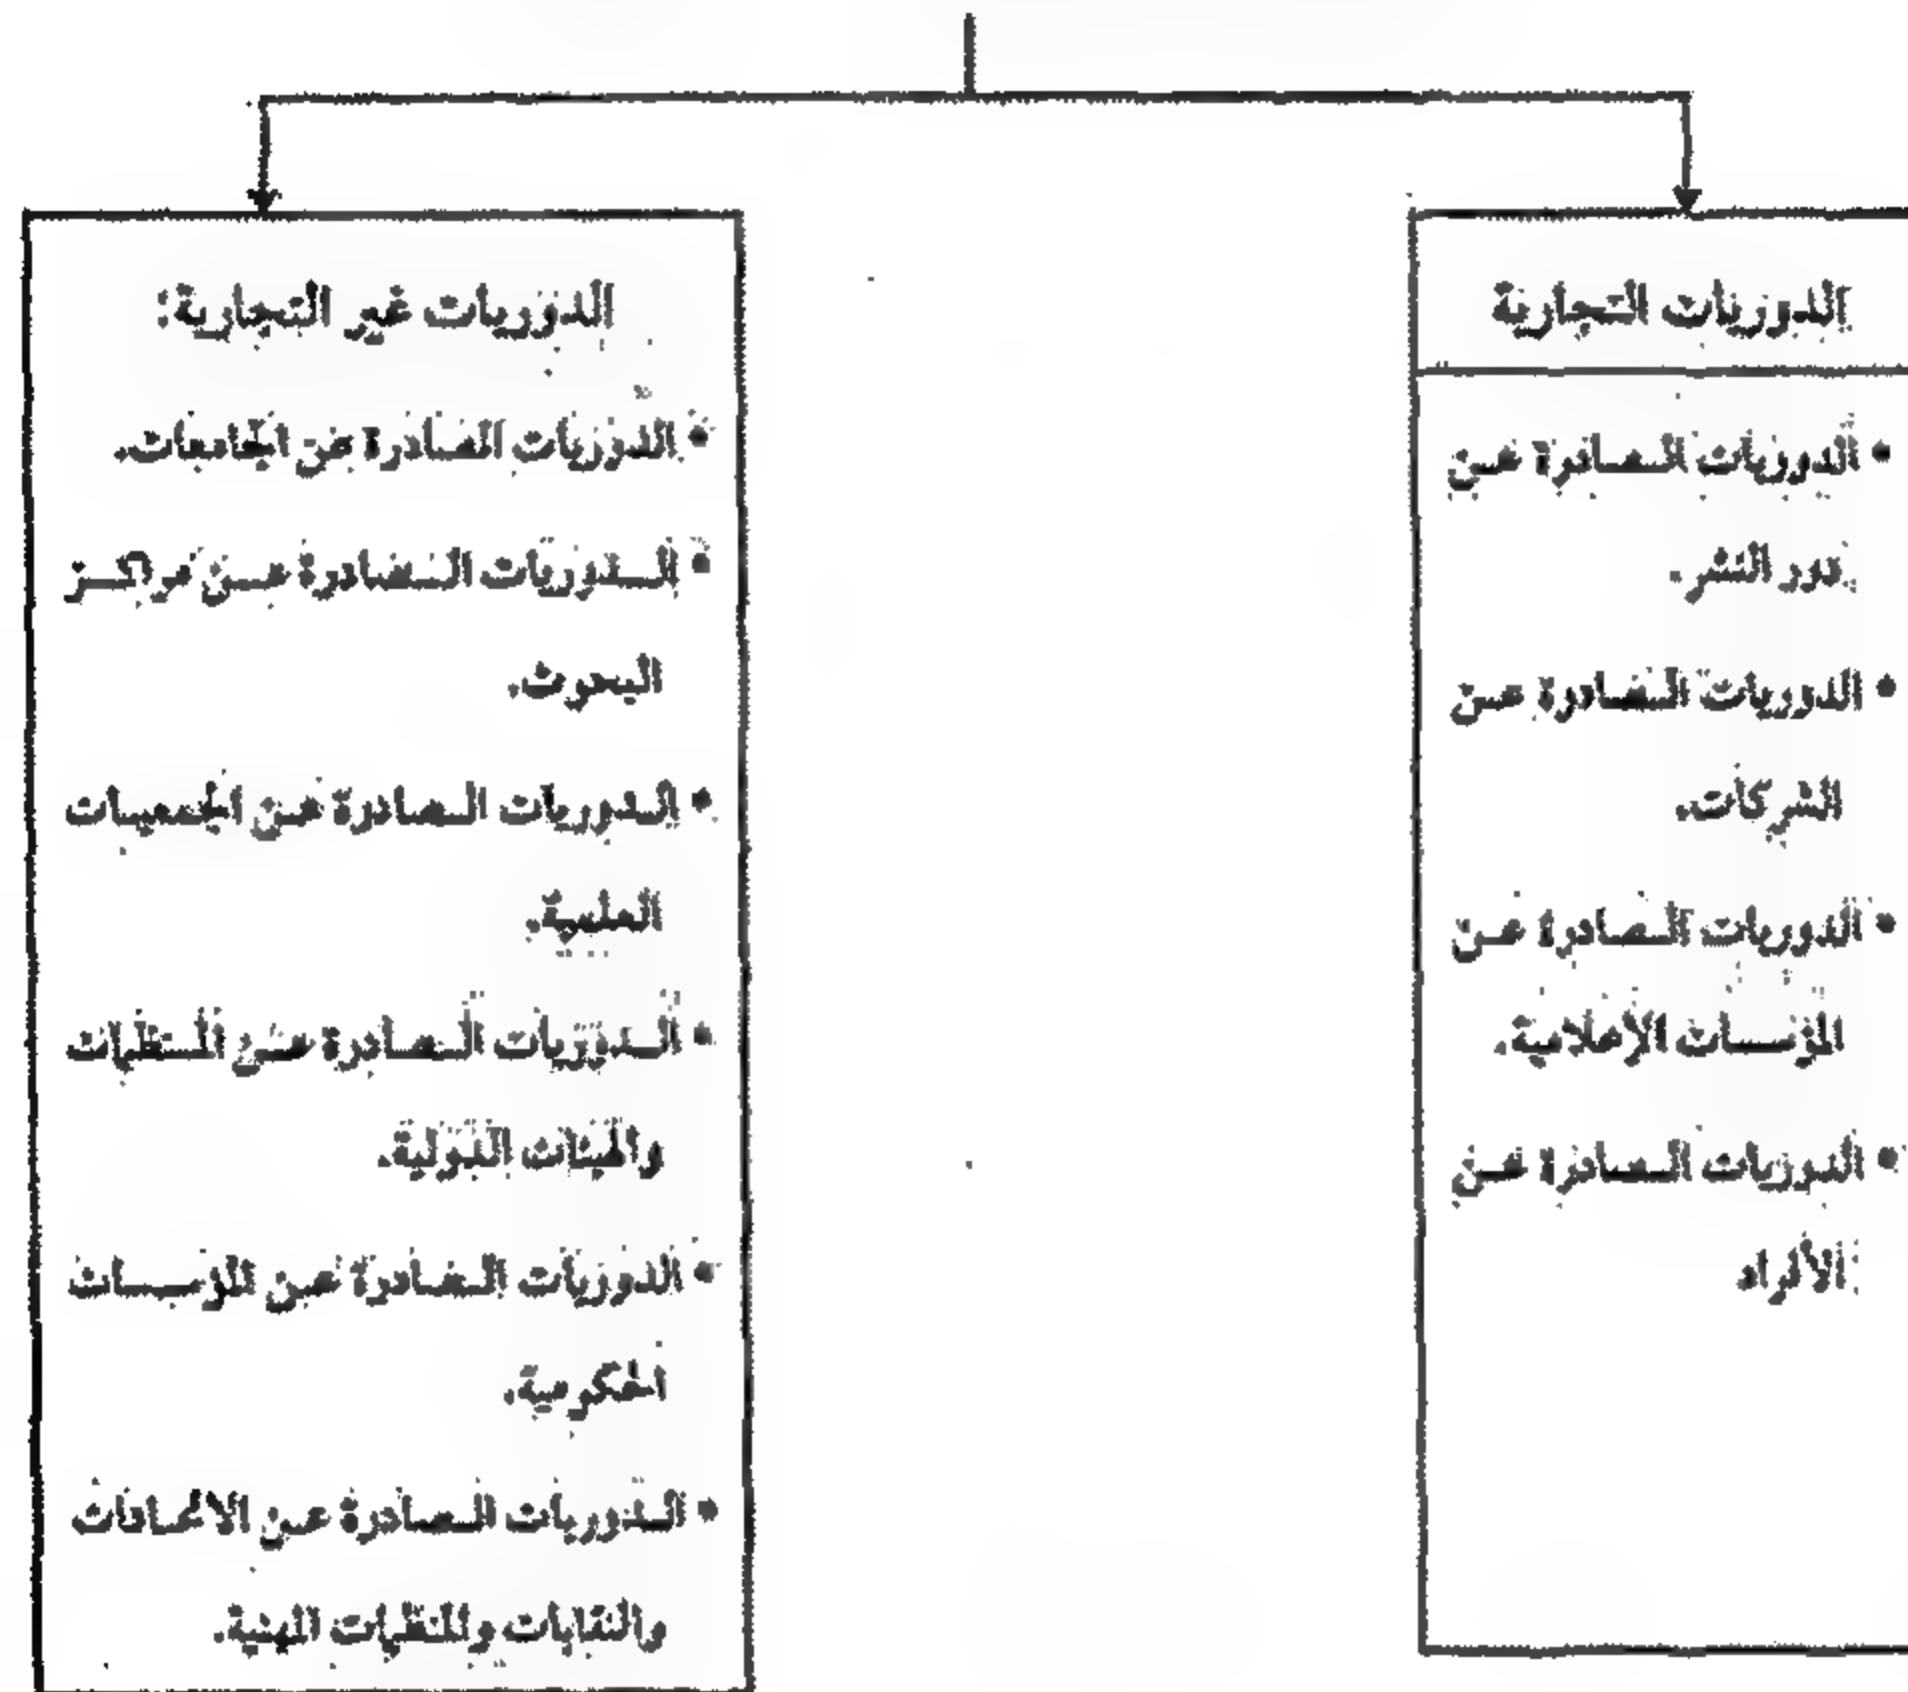 الدوريات التجارية
• الدوريات الصادرة عن
دور النشر.
• الدوريات الصادرة عن
الشركات.
• الدوريات الصادرة عن
المؤسسات الأعلامية.
• الدوريات الصادرة عن
الأفراد
الدوريات غير التجارية:
• الدوريات الصادرة عن الجامعات.
• الدوريات الصادرة عن مراكز
البحوث.
• الدوريات الصادرة عن الجمعيات
العلمية.
• الدوريات الصادرة عن المنظمات
والهيئات الدولية.
• الدوريات الصادرة عن المؤسسات
الحكومية.
• الدوريات الصادرة عن الاتحادات
والنقابات والمنظمات المهنية.